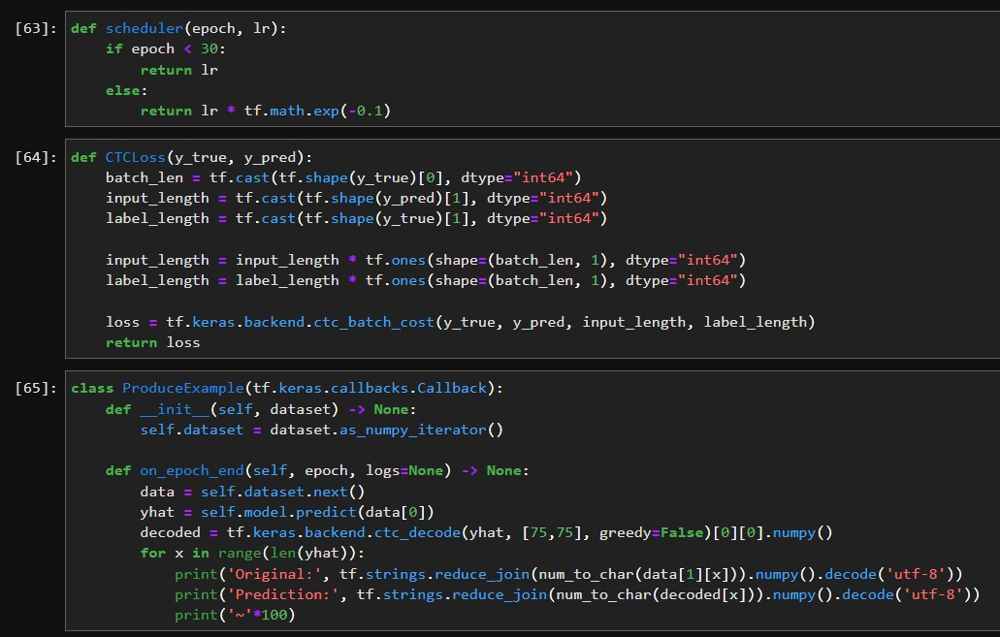 [63]: def scheduler(epoch, lr):
    if epoch < 30:
        return lr
    else:
        return lr * tf.math.exp(-0.1)
[64]: def CTCLoss(y_true, y_pred):
    batch_len = tf.cast(tf.shape(y_true)[0], dtype="int64")
    input_length = tf.cast(tf.shape(y_pred)[1], dtype="int64")
    label_length = tf.cast(tf.shape(y_true)[1], dtype="int64")

    input_length = input_length * tf.ones(shape=(batch_len, 1), dtype="int64")
    label_length = label_length * tf.ones(shape=(batch_len, 1), dtype="int64")

    loss = tf.keras.backend.ctc_batch_cost(y_true, y_pred, input_length, label_length)
    return loss
[65]: class ProduceExample(tf.keras.callbacks.Callback):
    def __init__(self, dataset) -> None:
        self.dataset = dataset.as_numpy_iterator()

    def on_epoch_end(self, epoch, logs=None) -> None:
        data = self.dataset.next()
        yhat = self.model.predict(data[0])
        decoded = tf.keras.backend.ctc_decode(yhat, [75,75], greedy=False)[0][0].numpy()
        for x in range(len(yhat)):
            print('Original:', tf.strings.reduce_join(num_to_char(data[1][x])).numpy().decode('utf-8'))
            print('Prediction:', tf.strings.reduce_join(num_to_char(decoded[x])).numpy().decode('utf-8'))
            print('~'*100)